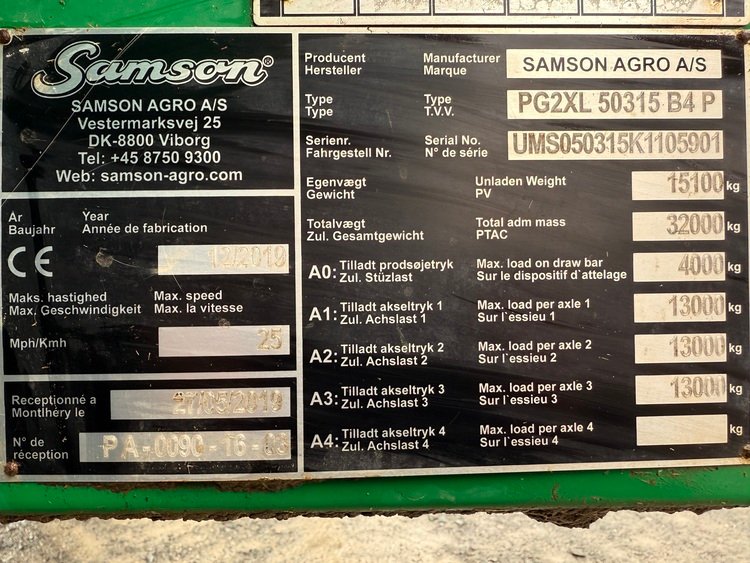 Samson®
SAMSON AGRO A/S
Vestermarksvej 25
DK-8800 Viborg
Tel: +45 8750 9300
Web: samson-agro.com
Ar Year
Baujahr Année de fabrication
CE 12/2019
Maks. hastighed Max. speed
Max. Geschwindigkeit Max. la vitesse
Mph/Kmh 25
Receptionné a
Montlhéry le 27/05/2019
N° de
réception PA-0090-16-03
Producent Manufacturer
Hersteller Marque
SAMSON AGRO A/S
Type Type
Type T.V.V.
PG2XL 50315 B4 P
Serienr. Serial No.
Fahrgestell Nr. N° de série
UMS050315K1105901
Egenvægt Unladen Weight
Gewicht PV
15100 kg
Totalvægt Total adm mass
Zul. Gesamtgewicht PTAC
32000 kg
A0: Tilladt prodsøjetryk Max. load on draw bar
Zul. Stüzlast Sur le dispositif d`attelage
4000 kg
A1: Tilladt akseltryk 1 Max. load per axle 1
Zul. Achslast 1 Sur l`essieu 1
13000 kg
A2: Tilladt akseltryk 2 Max. load per axle 2
Zul. Achslast 2 Sur l`essieu 2
13000 kg
A3: Tilladt akseltryk 3 Max. load per axle 3
Zul. Achslast 3 Sur l`essieu 3
13000 kg
A4: Tilladt akseltryk 4 Max. load per axle 4
Zul. Achslast 4 Sur l`essieu 4
kg